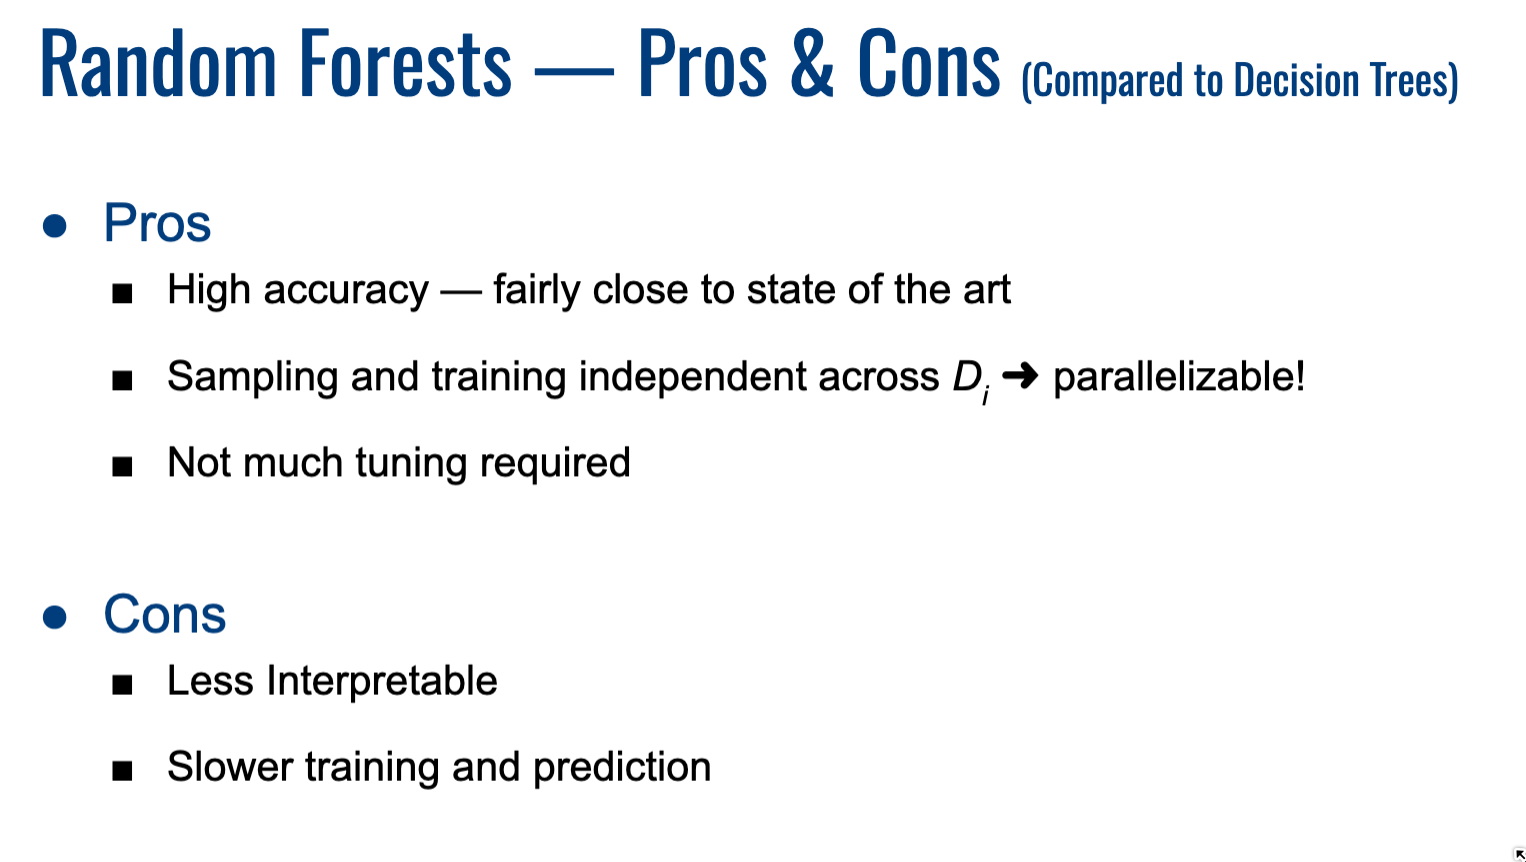 Random Forests — Pros & Cons (Compared to Decision Trees)
● Pros
■ High accuracy — fairly close to state of the art
■ Sampling and training independent across Di ➜ parallelizable!
■ Not much tuning required
● Cons
■ Less Interpretable
■ Slower training and prediction